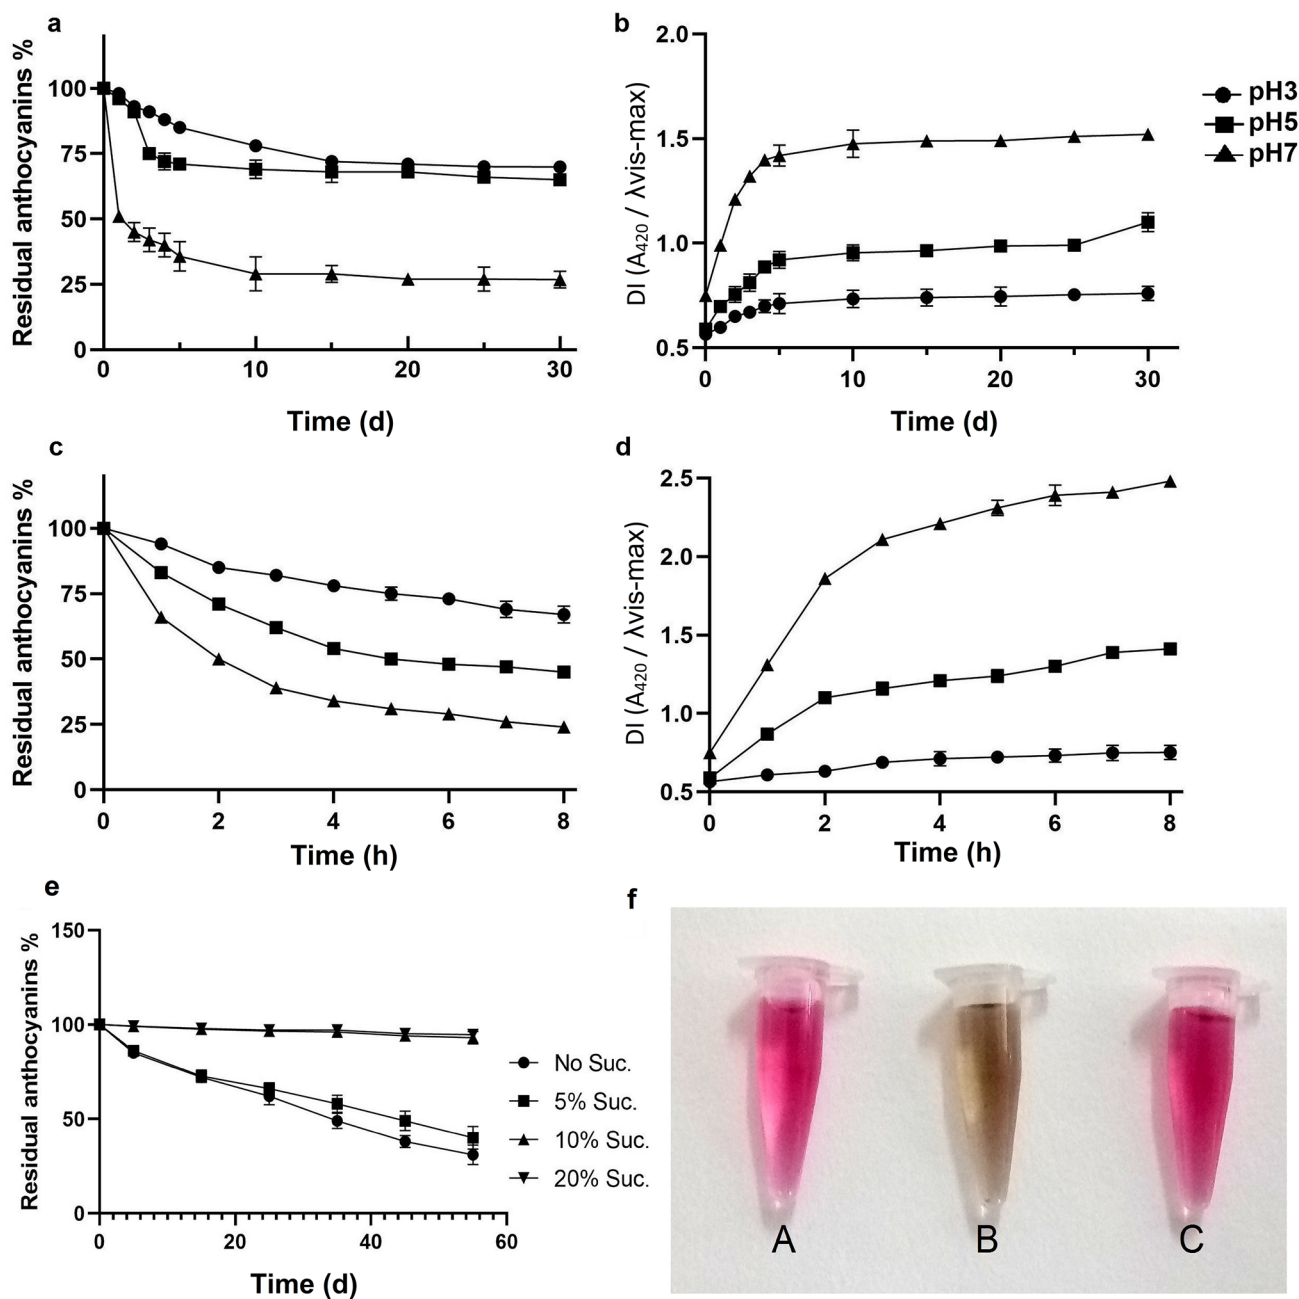 a
Residual anthocyanins %
100
75
50
25
0
0 10 20 30
Time (d)
b
DI (A420 / λvis-max)
2.0
1.5
1.0
0.5
0 10 20 30
Time (d)
pH3
pH5
pH7
c
Residual anthocyanins %
100
75
50
25
0
0 2 4 6 8
Time (h)
d
DI (A420 / λvis-max)
2.5
2.0
1.5
1.0
0.5
0 2 4 6 8
Time (h)
e
Residual anthocyanins %
150
100
50
0
0 20 40 60
Time (d)
No Suc.
5% Suc.
10% Suc.
20% Suc.
f
A B C